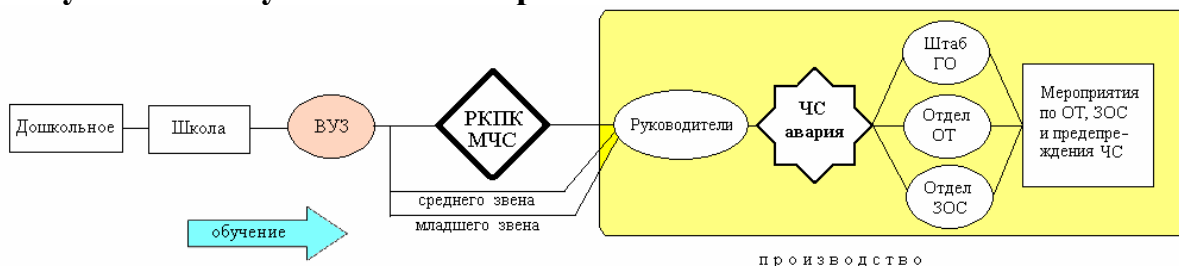 Дошкольное
Школа
ВУЗ
РКПК
МЧС
среднего звена
младшего звена
обучение
Руководители
ЧС
авария
Штаб
ГО
Отдел
ОТ
Отдел
ЗОС
Мероприятия
по ОТ, ЗОС
и предепре–
ждения ЧС
производство